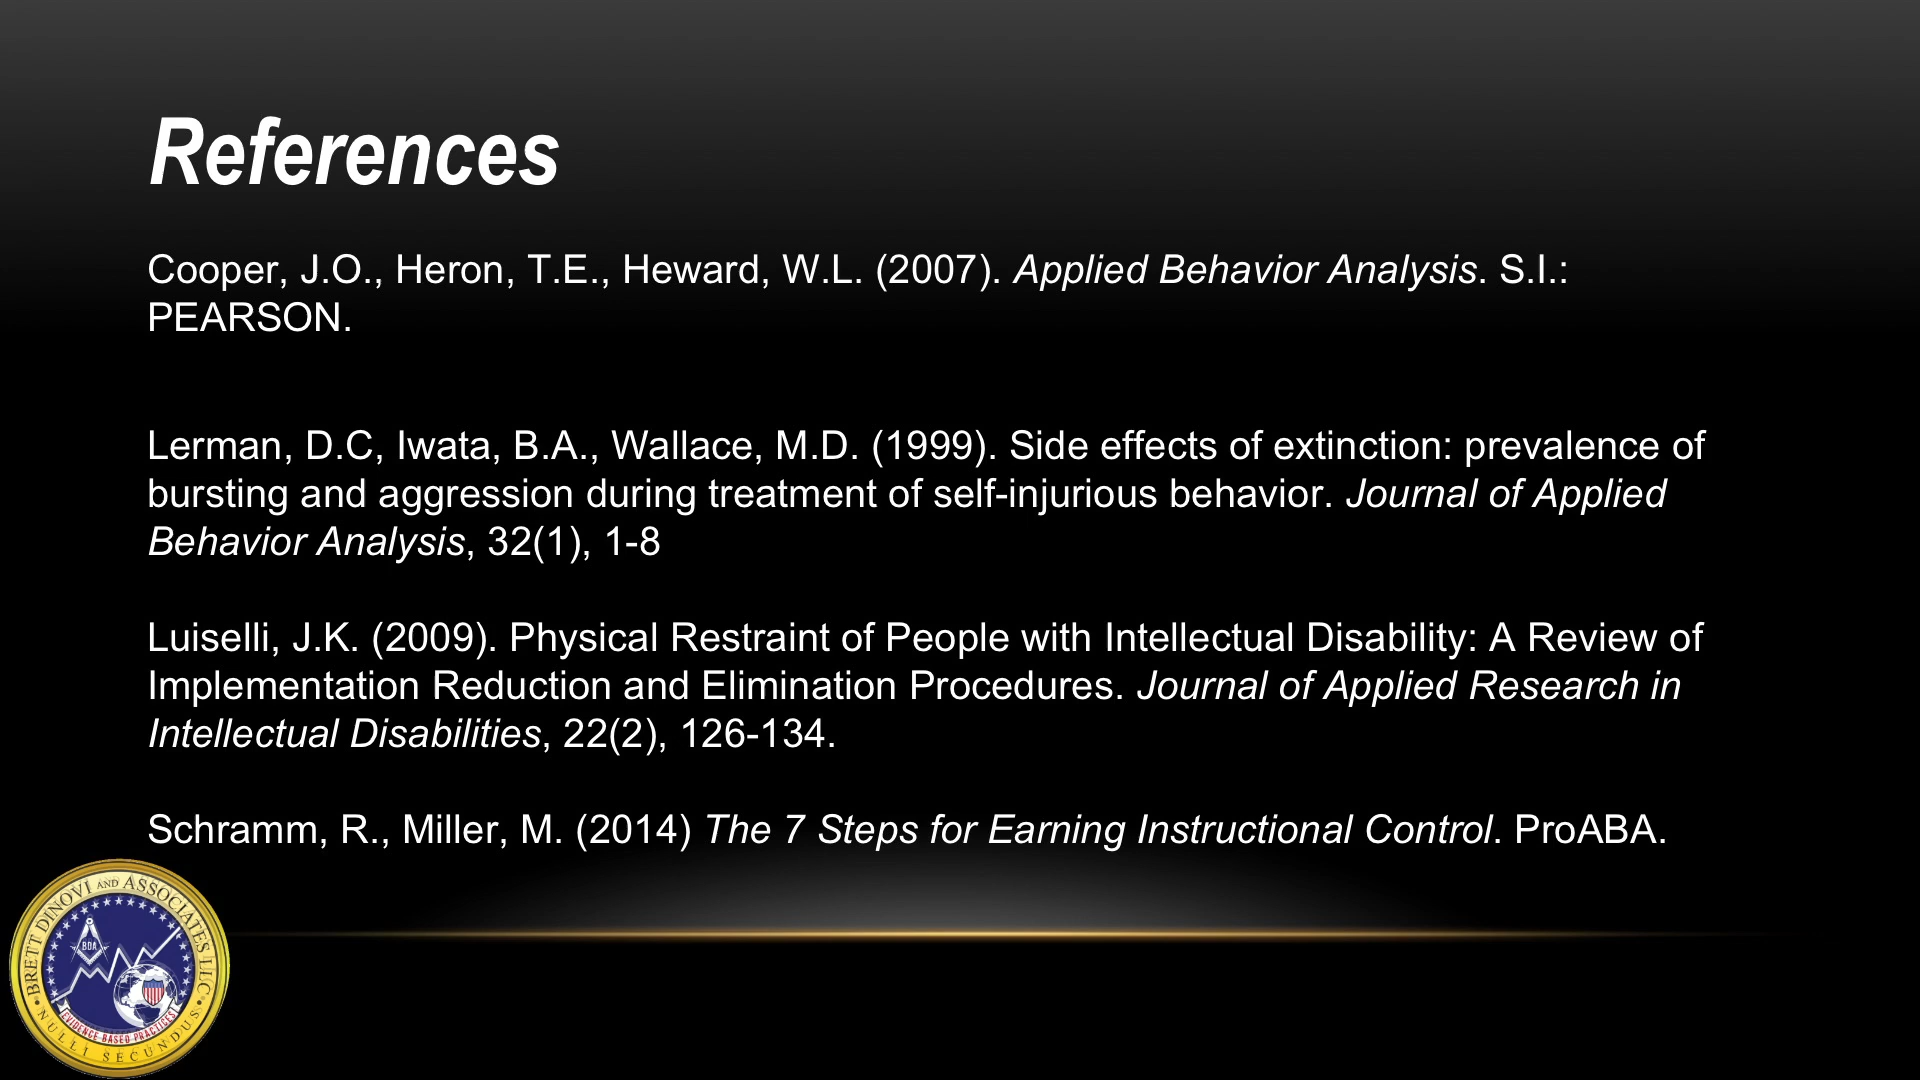 References
Cooper, J.O., Heron, T.E., Heward, W.L. (2007). Applied Behavior Analysis. S.I.:
PEARSON.
Lerman, D.C, Iwata, B.A., Wallace, M.D. (1999). Side effects of extinction: prevalence of
bursting and aggression during treatment of self-injurious behavior. Journal of Applied
Behavior Analysis, 32(1), 1-8
Luiselli, J.K. (2009). Physical Restraint of People with Intellectual Disability: A Review of
Implementation Reduction and Elimination Procedures. Journal of Applied Research in
Intellectual Disabilities, 22(2), 126-134.
Schramm, R., Miller, M. (2014) The 7 Steps for Earning Instructional Control. ProABA.
BRETT DINOVI AND ASSOCIATES LLC
BDA
EVIDENCE BASED PRACTICES
NULLI SECUNDUS